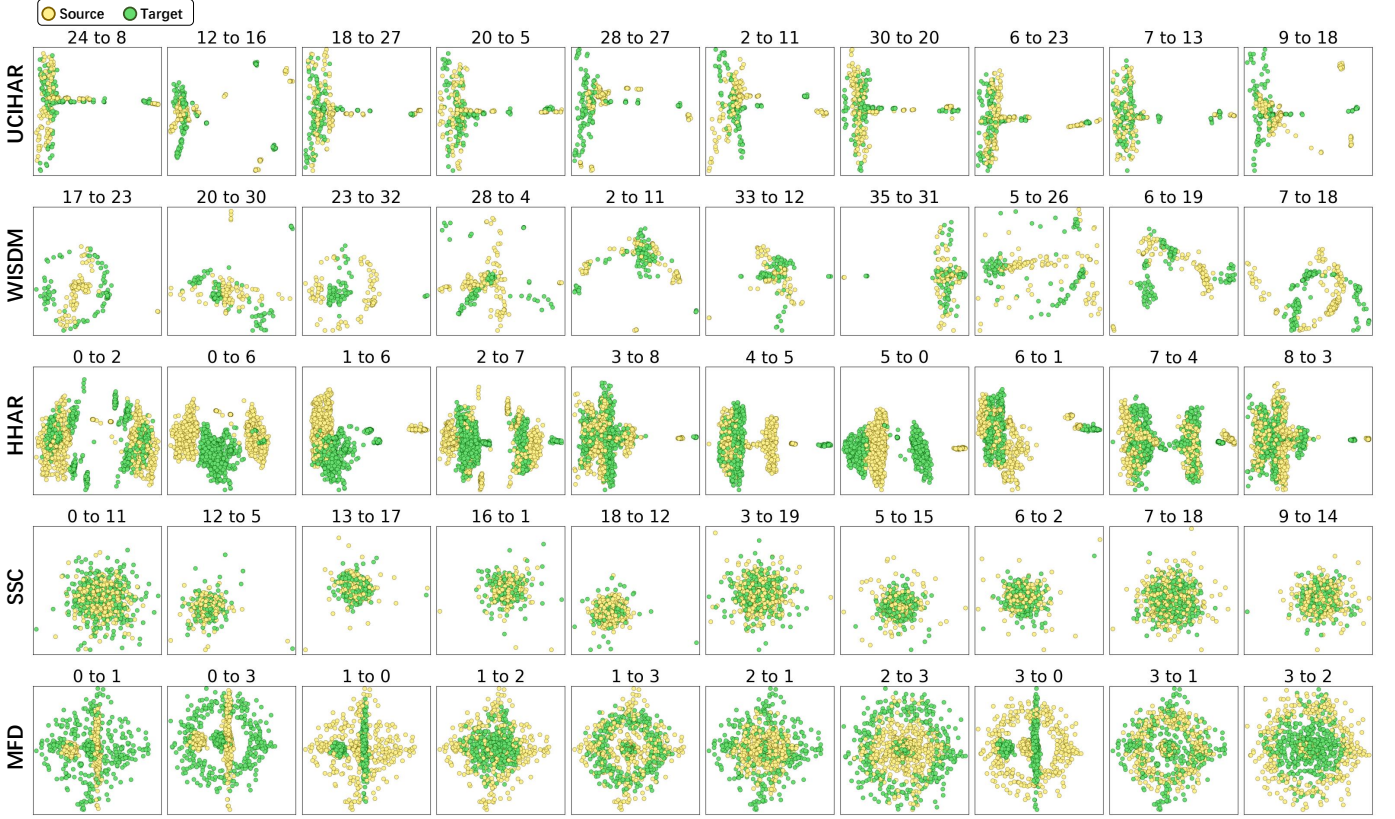 Source Target
24 to 8 12 to 16 18 to 27 20 to 5 28 to 27 2 to 11 30 to 20 6 to 23 7 to 13 9 to 18
UCIHAR
17 to 23 20 to 30 23 to 32 28 to 4 2 to 11 33 to 12 35 to 31 5 to 26 6 to 19 7 to 18
WISDM
0 to 2 0 to 6 1 to 6 2 to 7 3 to 8 4 to 5 5 to 0 6 to 1 7 to 4 8 to 3
HHAR
0 to 11 12 to 5 13 to 17 16 to 1 18 to 12 3 to 19 5 to 15 6 to 2 7 to 18 9 to 14
SSC
0 to 1 0 to 3 1 to 0 1 to 2 1 to 3 2 to 1 2 to 3 3 to 0 3 to 1 3 to 2
MFD